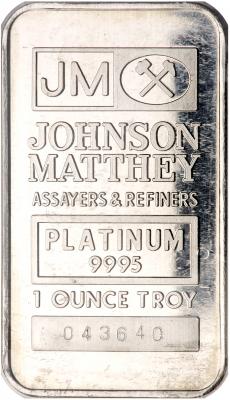 JM
JOHNSON
MATTHEY
ASSAYERS & REFINERS
PLATINUM
9995
1 OUNCE TROY
043640